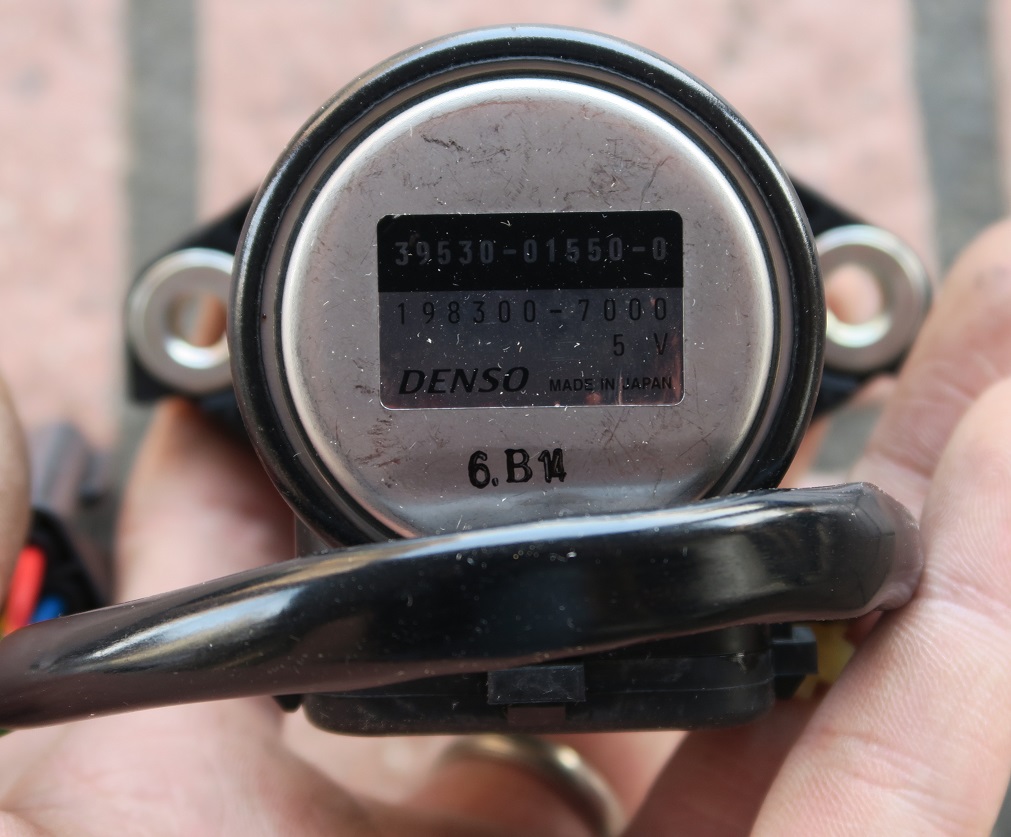 39530-01550-0
198300-7000
5 V
DENSO MADE IN JAPAN
6.B14